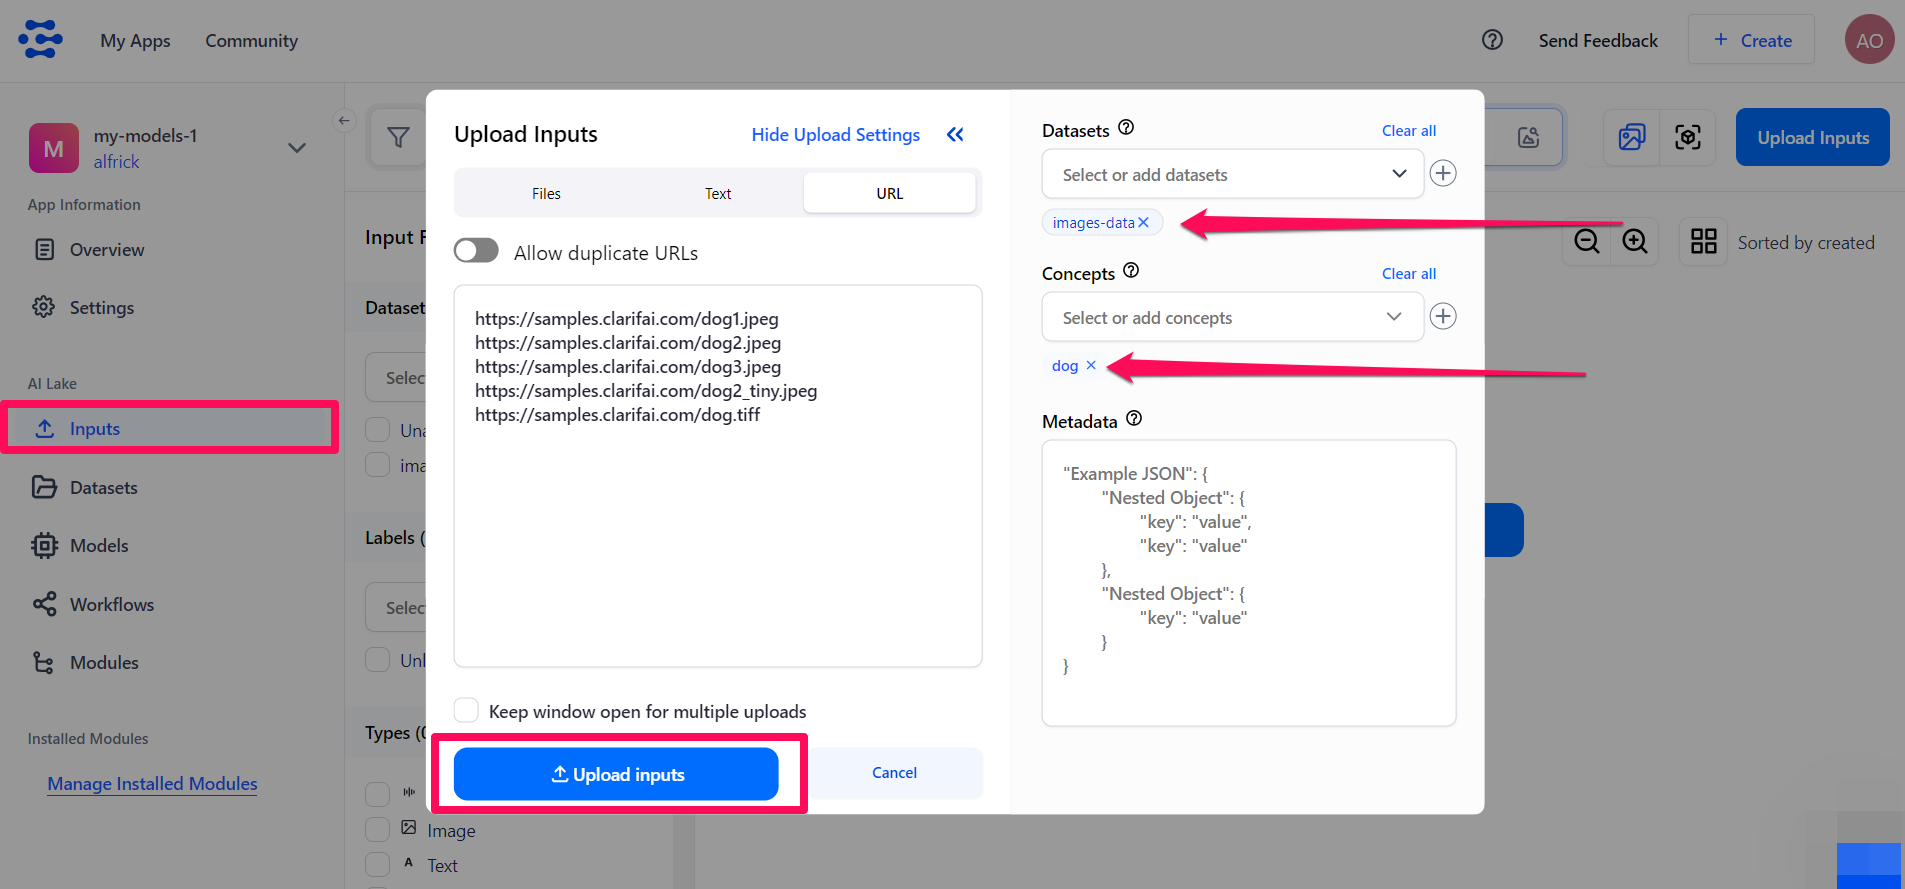 My Apps
Community
Send Feedback
+ Create
AO
M
my-models-1
alfrick
App Information
Overview
Settings
AI Lake
Inputs
Datasets
Models
Workflows
Modules
Installed Modules
Manage Installed Modules
Input F
Dataset
Selec
Una
ima
Labels (
Selec
Unl
Types (0
Image
A Text
Upload Inputs
Hide Upload Settings
Files
Text
URL
Allow duplicate URLs
https://samples.clarifai.com/dog1.jpeg
https://samples.clarifai.com/dog2.jpeg
https://samples.clarifai.com/dog3.jpeg
https://samples.clarifai.com/dog2_tiny.jpeg
https://samples.clarifai.com/dog.tiff
Keep window open for multiple uploads
Upload inputs
Cancel
Datasets
Clear all
Select or add datasets
images-data
Concepts
Clear all
Select or add concepts
dog
Metadata
"Example JSON": {
"Nested Object": {
"key": "value",
"key": "value"
},
"Nested Object": {
"key": "value"
}
}
Upload Inputs
Sorted by created